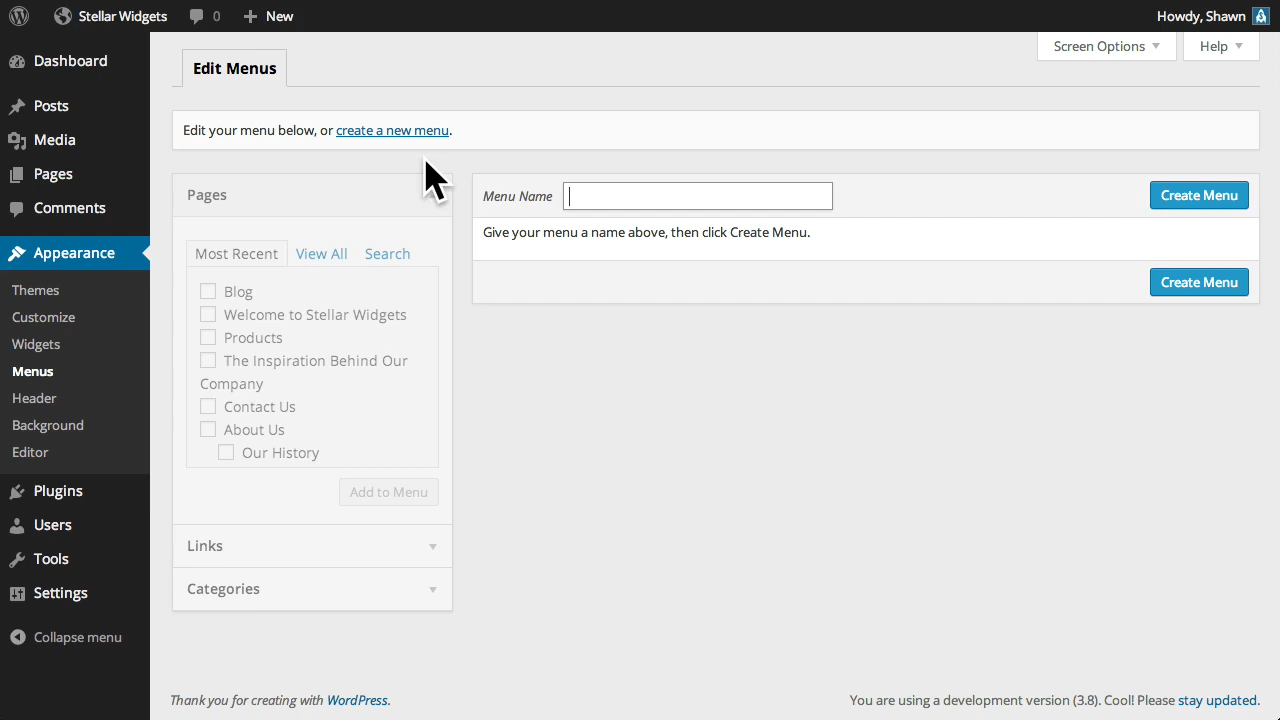 Stellar Widgets 0 New Howdy, Shawn
Screen Options Help
Edit Menus
Edit your menu below, or create a new menu.
Dashboard
Posts
Media
Pages
Comments
Appearance
Themes
Customize
Widgets
Menus
Header
Background
Editor
Plugins
Users
Tools
Settings
Collapse menu
Pages
Most Recent View All Search
Blog
Welcome to Stellar Widgets
Products
The Inspiration Behind Our
Company
Contact Us
About Us
Our History
Add to Menu
Links
Categories
Menu Name Create Menu
Give your menu a name above, then click Create Menu.
Create Menu
Thank you for creating with WordPress. You are using a development version (3.8). Cool! Please stay updated.